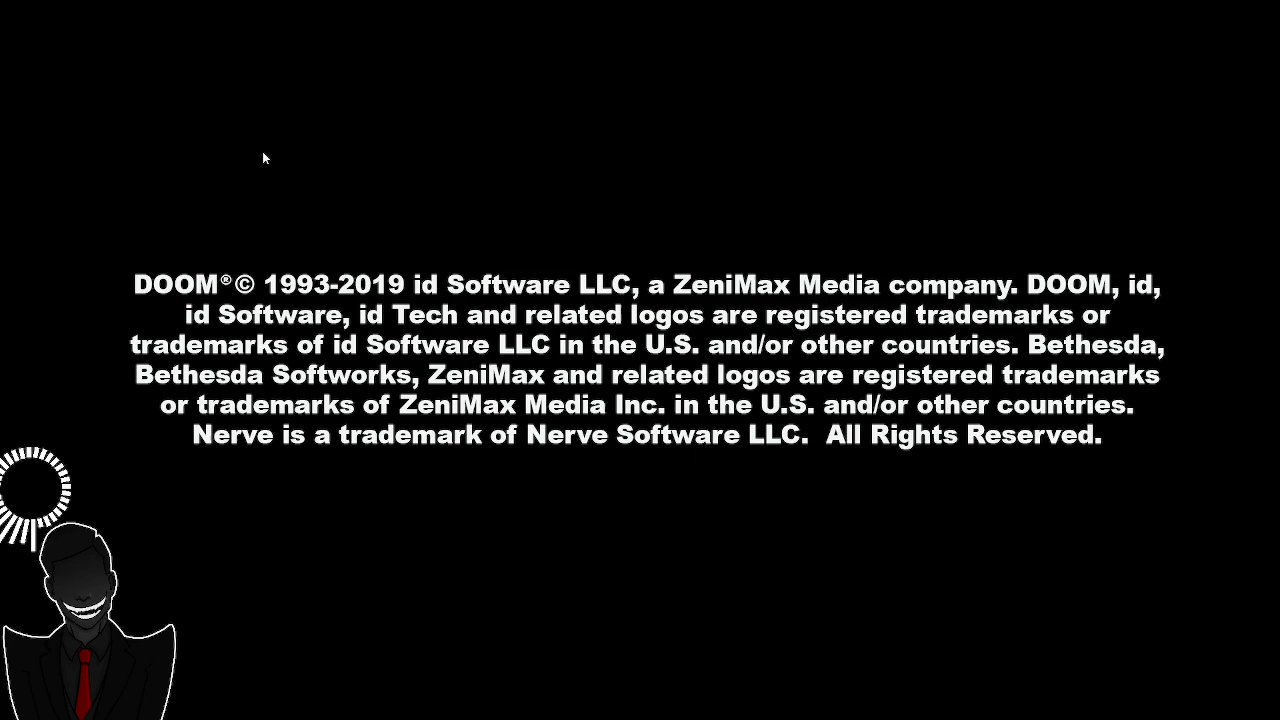 DOOM®© 1993-2019 id Software LLC, a ZeniMax Media company. DOOM, id,
id Software, id Tech and related logos are registered trademarks or
trademarks of id Software LLC in the U.S. and/or other countries. Bethesda,
Bethesda Softworks, ZeniMax and related logos are registered trademarks
or trademarks of ZeniMax Media Inc. in the U.S. and/or other countries.
Nerve is a trademark of Nerve Software LLC.  All Rights Reserved.